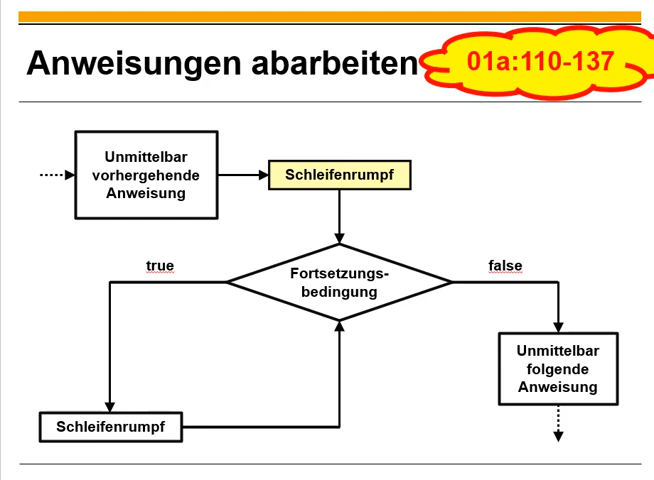 Anweisungen abarbeiten
01a:110-137
Unmittelbar
vorhergehende
Anweisung
Schleifenrumpf
true
Fortsetzungs-
bedingung
false
Unmittelbar
folgende
Anweisung
Schleifenrumpf